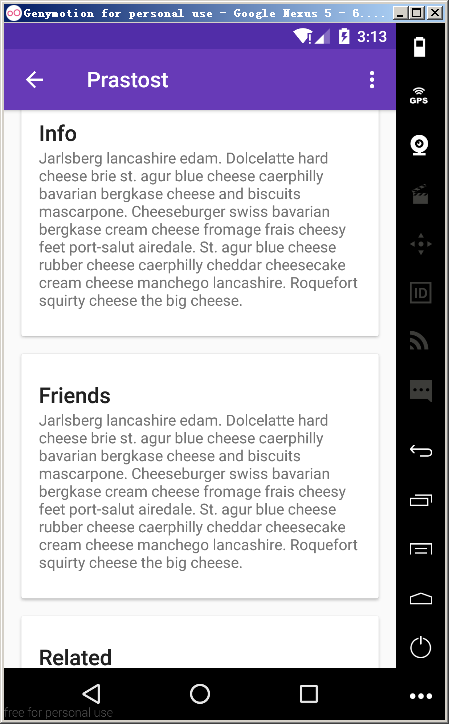 Genymotion for personal use - Google Nexus 5 - 6....
3:13
Prastost
GPS
Info
Jarlsberg lancashire edam. Dolcelatte hard
cheese brie st. agur blue cheese caerphilly
bavarian bergkase cheese and biscuits
mascarpone. Cheeseburger swiss bavarian
bergkase cream cheese fromage frais cheesy
feet port-salut airedale. St. agur blue cheese
rubber cheese caerphilly cheddar cheesecake
cream cheese manchego lancashire. Roquefort
squirty cheese the big cheese.
ID
Friends
Jarlsberg lancashire edam. Dolcelatte hard
cheese brie st. agur blue cheese caerphilly
bavarian bergkase cheese and biscuits
mascarpone. Cheeseburger swiss bavarian
bergkase cream cheese fromage frais cheesy
feet port-salut airedale. St. agur blue cheese
rubber cheese caerphilly cheddar cheesecake
cream cheese manchego lancashire. Roquefort
squirty cheese the big cheese.
Related
free for personal use